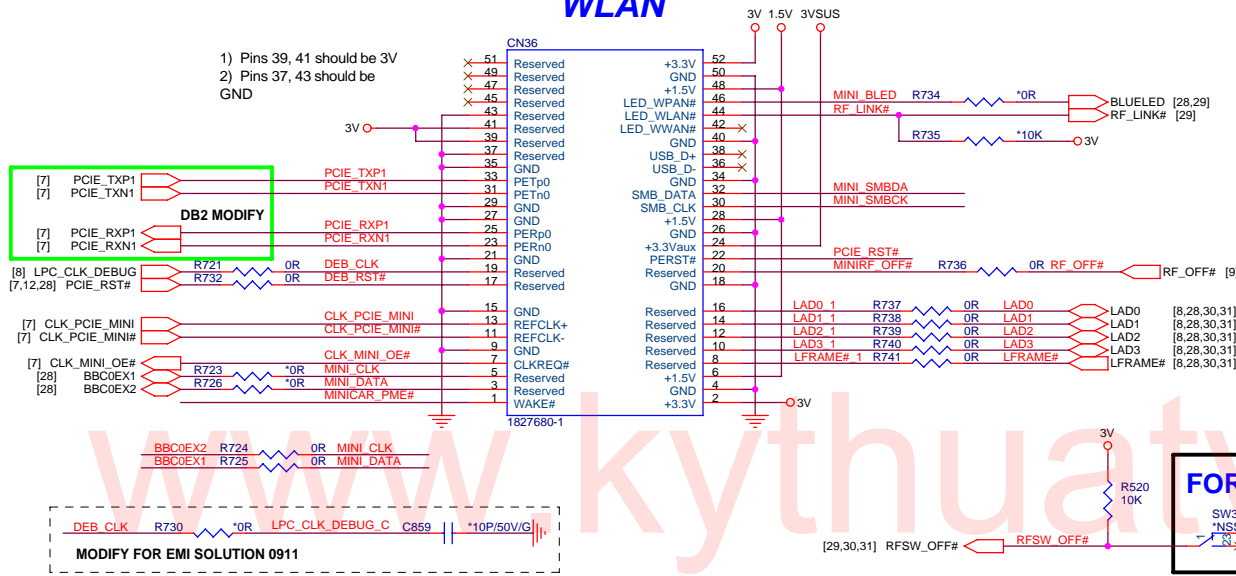 WLAN
3V 1.5V 3VSUS
1) Pins 39, 41 should be 3V
2) Pins 37, 43 should be
GND
CN36
51 Reserved +3.3V 52
49 Reserved GND 50
47 Reserved +1.5V 48
45 Reserved LED_WPAN# 46 MINI_BLED R734 *0R BLUELED [28,29]
43 Reserved LED_WLAN# 44 RF_LINK# RF_LINK# [29]
3V 41 Reserved LED_WWAN# 42
39 Reserved GND 40 R735 *10K 3V
37 Reserved USB_D+ 38
35 GND USB_D- 36
[7] PCIE_TXP1 PCIE_TXP1 33 PETp0 GND 34
[7] PCIE_TXN1 PCIE_TXN1 31 PETn0 SMB_DATA 32 MINI_SMBDA
29 GND SMB_CLK 30 MINI_SMBCK
DB2 MODIFY
27 GND +1.5V 28
[7] PCIE_RXP1 PCIE_RXP1 25 PERp0 GND 26
[7] PCIE_RXN1 PCIE_RXN1 23 PERn0 +3.3Vaux 24
21 GND PERST# 22 PCIE_RST#
[8] LPC_CLK_DEBUG R721 0R DEB_CLK 19 Reserved Reserved 20 MINIRF_OFF# R736 0R RF_OFF# RF_OFF# [9
[7,12,28] PCIE_RST# R732 0R DEB_RST# 17 Reserved GND 18
15 GND Reserved 16 LAD0_1 R737 0R LAD0 LAD0 [8,28,30,31]
[7] CLK_PCIE_MINI CLK_PCIE_MINI 13 REFCLK+ Reserved 14 LAD1_1 R738 0R LAD1 LAD1 [8,28,30,31]
[7] CLK_PCIE_MINI# CLK_PCIE_MINI# 11 REFCLK- Reserved 12 LAD2_1 R739 0R LAD2 LAD2 [8,28,30,31]
9 GND Reserved 10 LAD3_1 R740 0R LAD3 LAD3 [8,28,30,31]
[7] CLK_MINI_OE# CLK_MINI_OE# 7 CLKREQ# Reserved 8 LFRAME#_1 R741 0R LFRAME# LFRAME# [8,28,30,31]
[28] BBC0EX1 R723 *0R MINI_CLK 5 Reserved +1.5V 6
[28] BBC0EX2 R726 *0R MINI_DATA 3 Reserved GND 4
MINICAR_PME# 1 WAKE# +3.3V 2 3V
1827680-1
www.kythuatv
BBC0EX2 R724 0R MINI_CLK
BBC0EX1 R725 0R MINI_DATA
3V
R520
10K
FOR
SW3
*NSS
1
23
DEB_CLK R730 *0R LPC_CLK_DEBUG_C C859 *10P/50V/G
[29,30,31] RFSW_OFF# RFSW_OFF#
MODIFY FOR EMI SOLUTION 0911